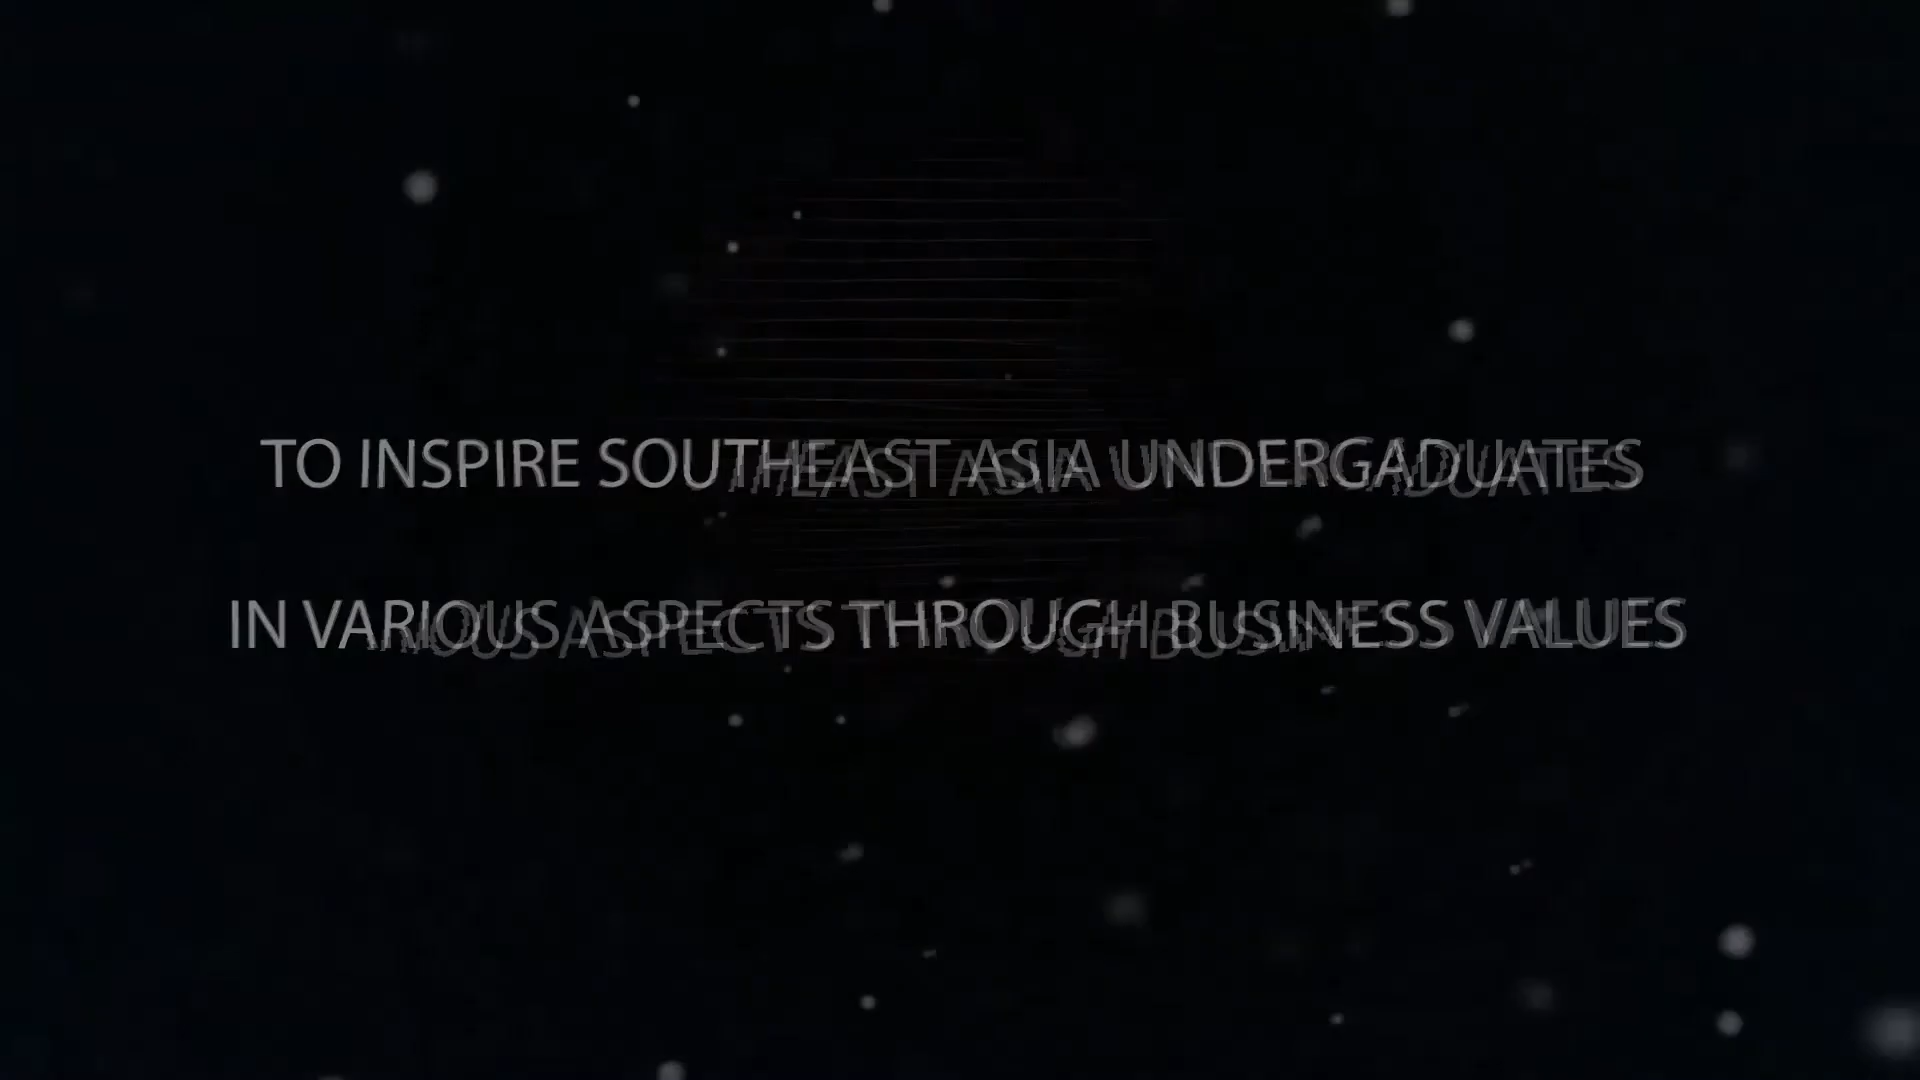 TO INSPIRE SOUTHEAST ASIA UNDERGADUATES
IN VARIOUS ASPECTS THROUGH BUSINESS VALUES